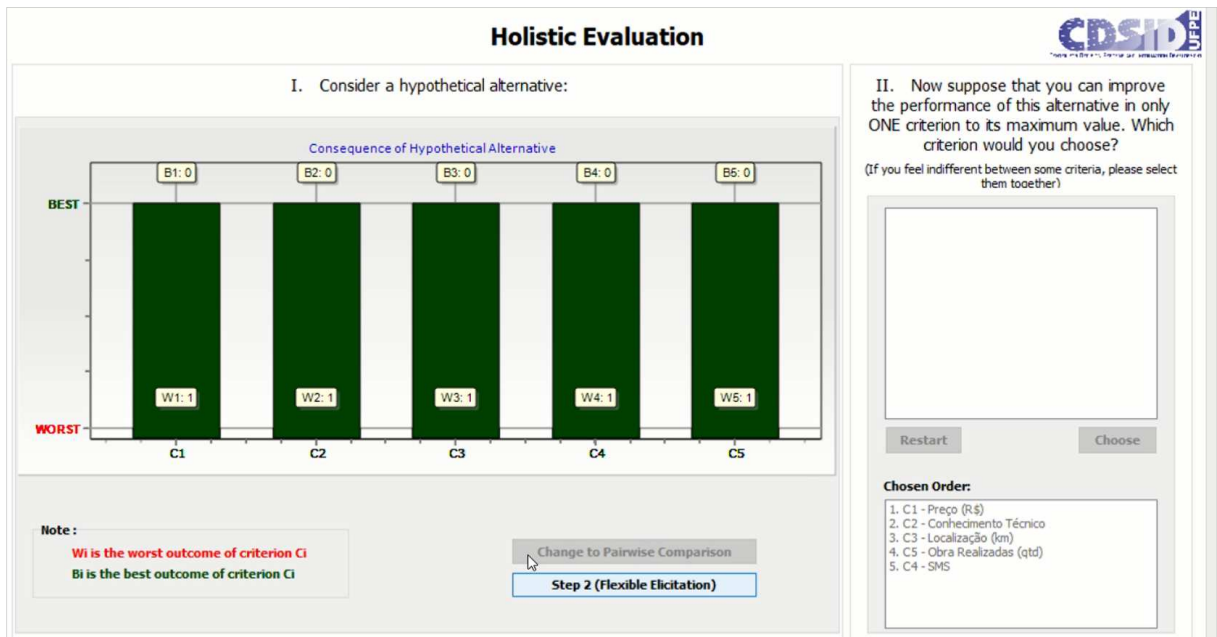 Holistic Evaluation
CDSID
UFPE
I. Consider a hypothetical alternative:
Consequence of Hypothetical Alternative
B1: 0
B2: 0
B3: 0
B4: 0
B5: 0
BEST
W1: 1
W2: 1
W3: 1
W4: 1
W5: 1
WORST
C1
C2
C3
C4
C5
Note :
Wi is the worst outcome of criterion Ci
Bi is the best outcome of criterion Ci
Change to Pairwise Comparison
Step 2 (Flexible Elicitation)
II. Now suppose that you can improve
the performance of this alternative in only
ONE criterion to its maximum value. Which
criterion would you choose?
(If you feel indifferent between some criteria, please select
them together)
Restart
Choose
Chosen Order:
1. C1 - Preço (R$)
2. C2 - Conhecimento Técnico
3. C3 - Localização (km)
4. C5 - Obra Realizadas (qtd)
5. C4 - SMS